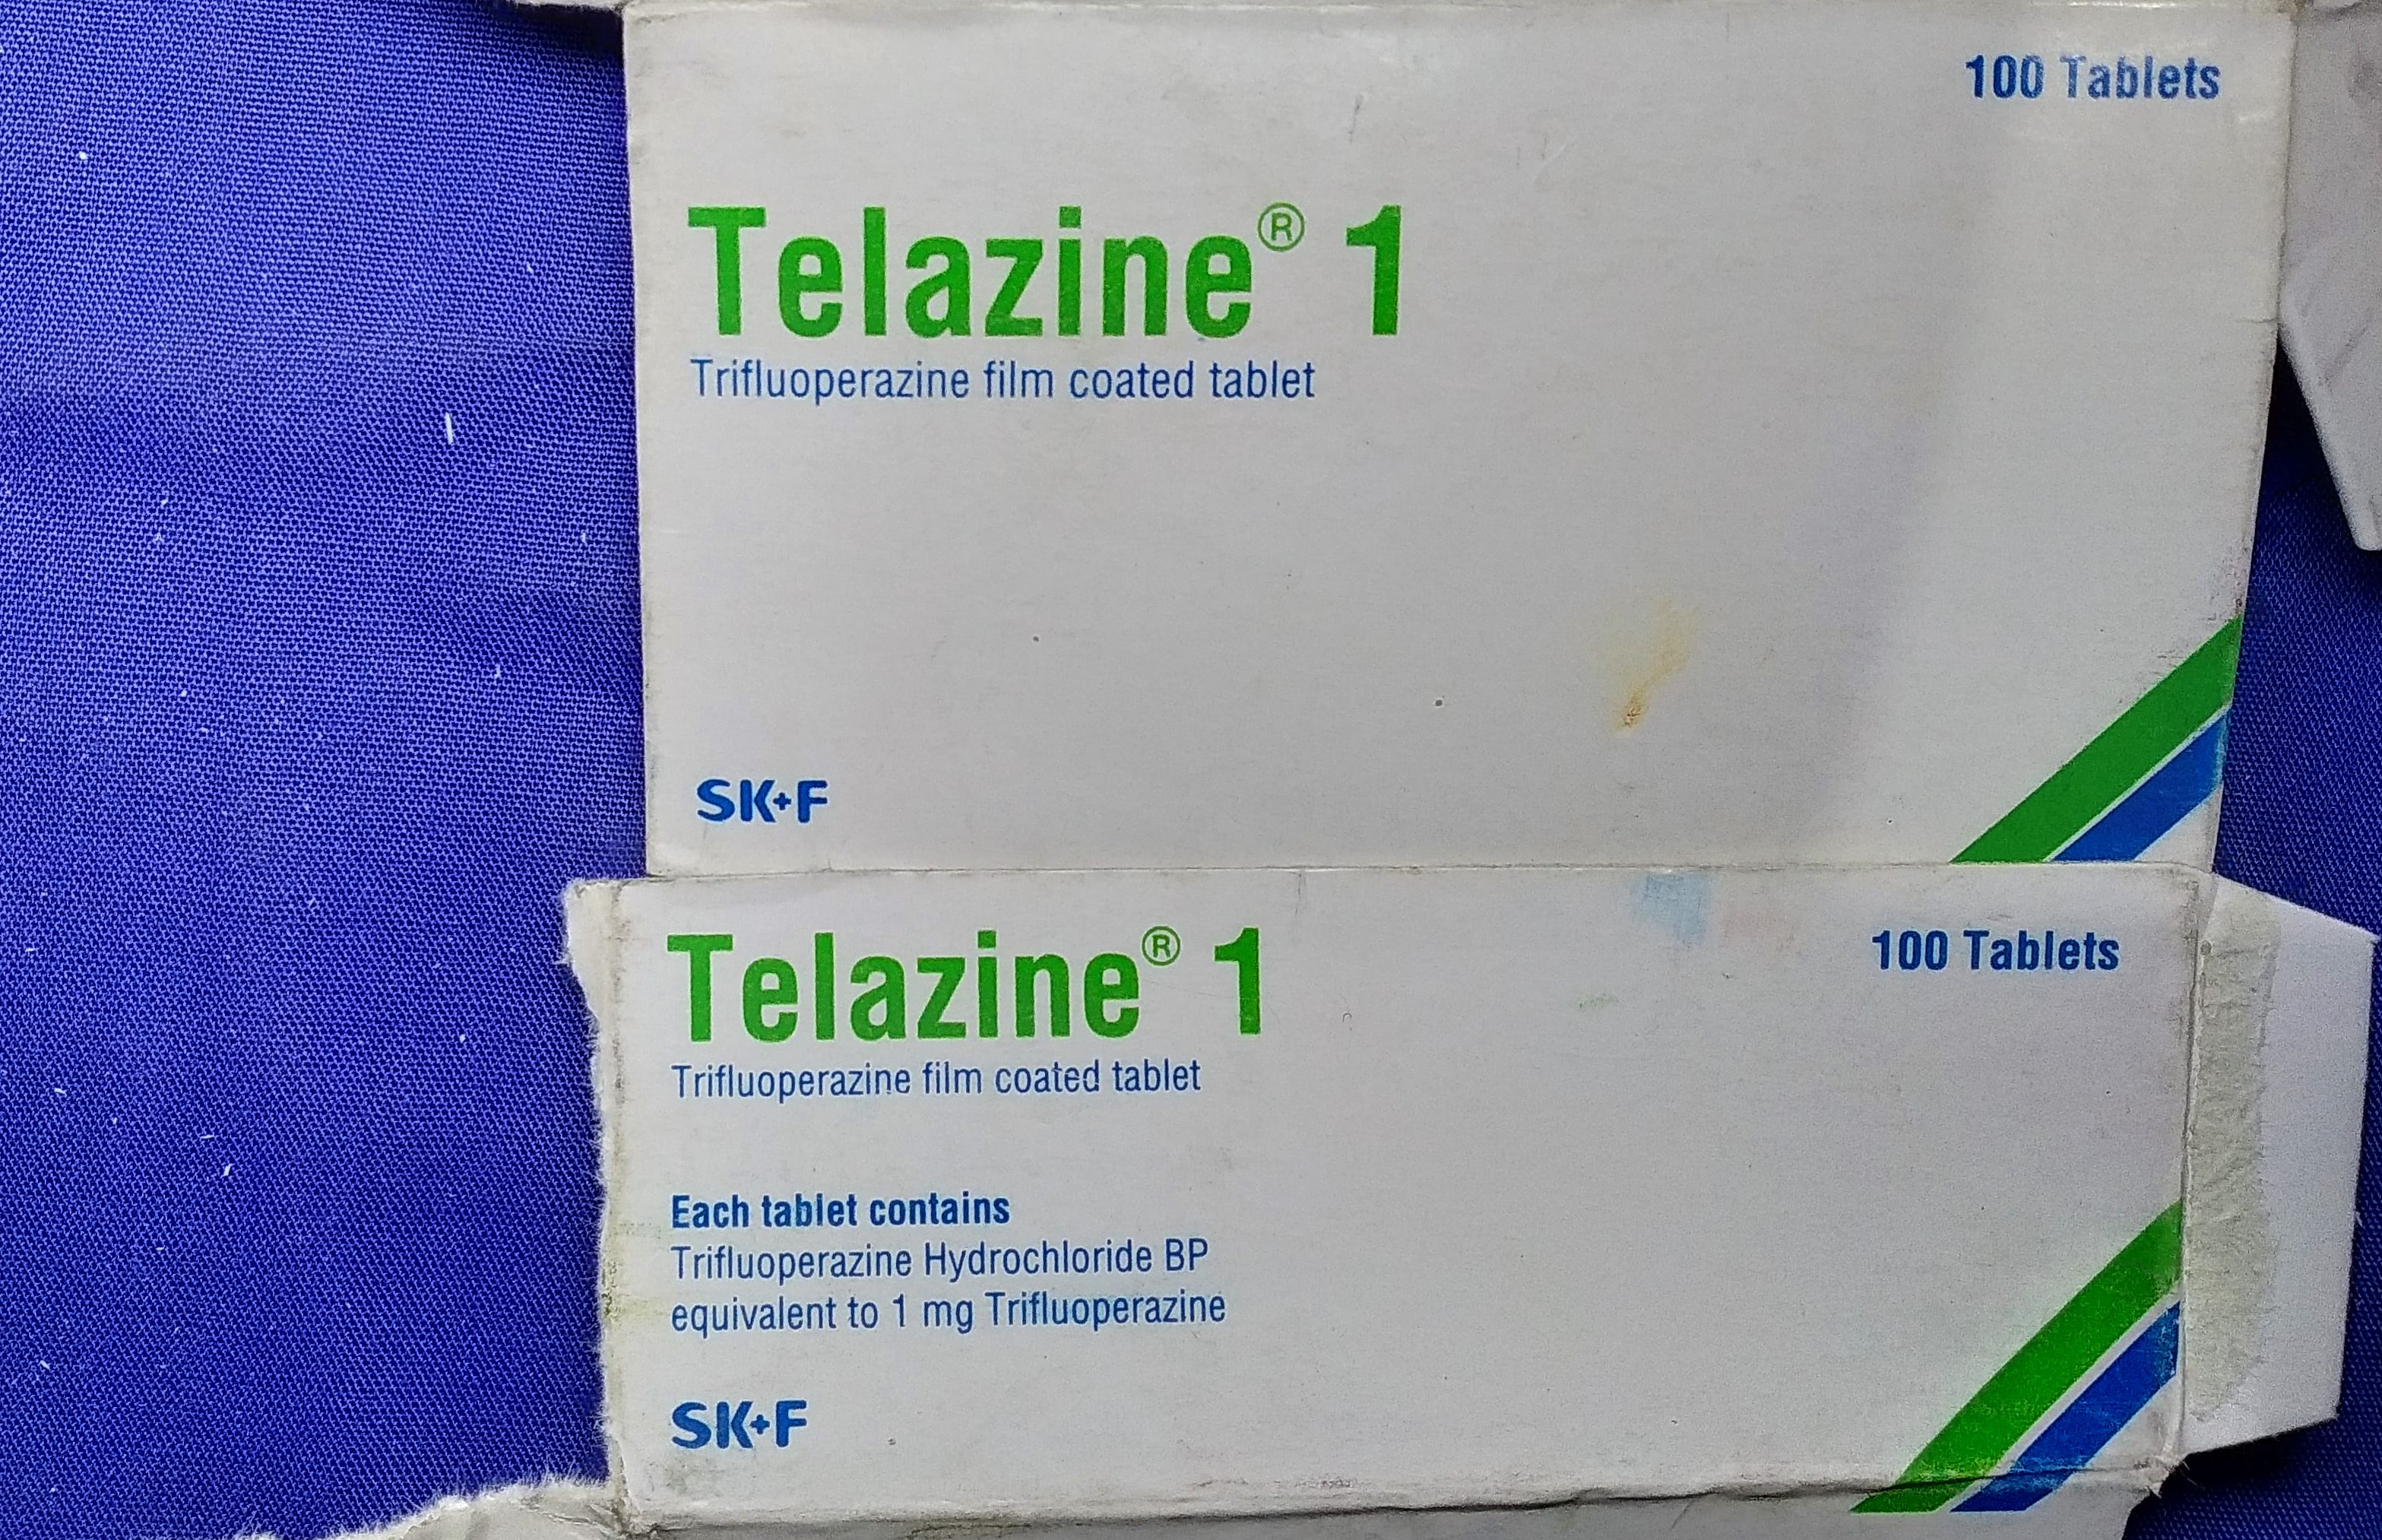 100 Tablets
Telazine® 1
Trifluoperazine film coated tablet
SK+F
Telazine® 1
100 Tablets
Trifluoperazine film coated tablet
Each tablet contains
Trifluoperazine Hydrochloride BP
equivalent to 1 mg Trifluoperazine
SK+F